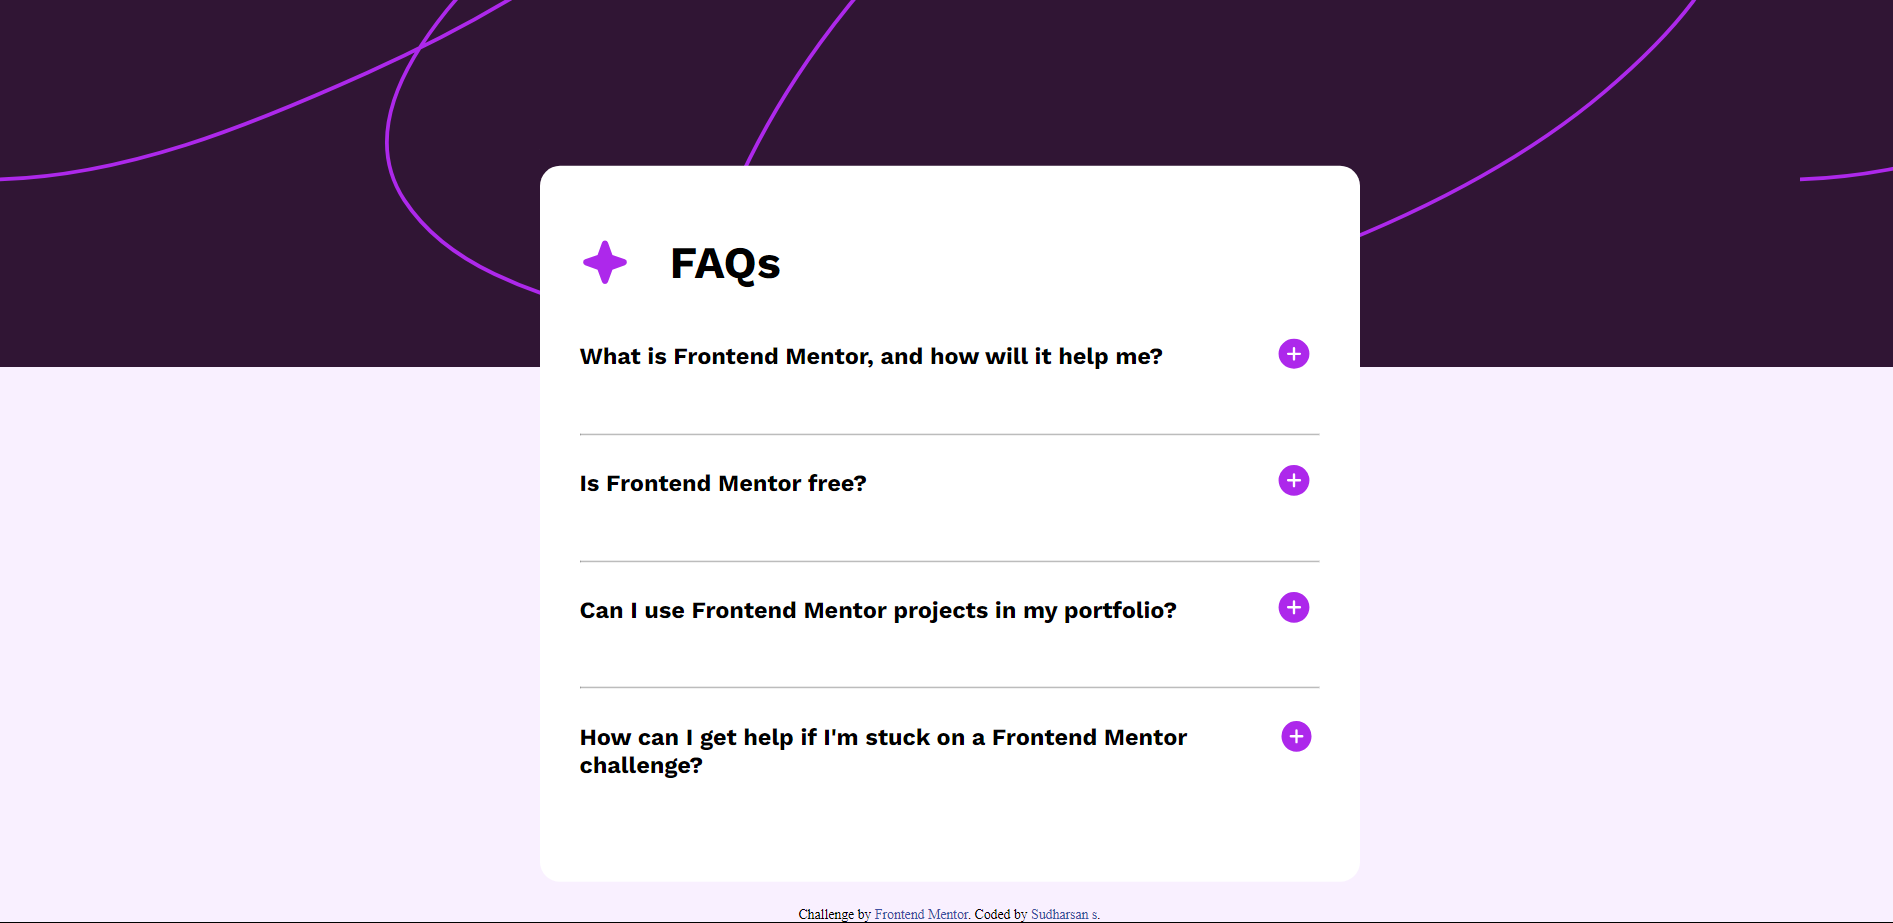 FAQs
What is Frontend Mentor, and how will it help me?
Is Frontend Mentor free?
Can I use Frontend Mentor projects in my portfolio?
How can I get help if I'm stuck on a Frontend Mentor
challenge?
Challenge by Frontend Mentor. Coded by Sudharsan s.